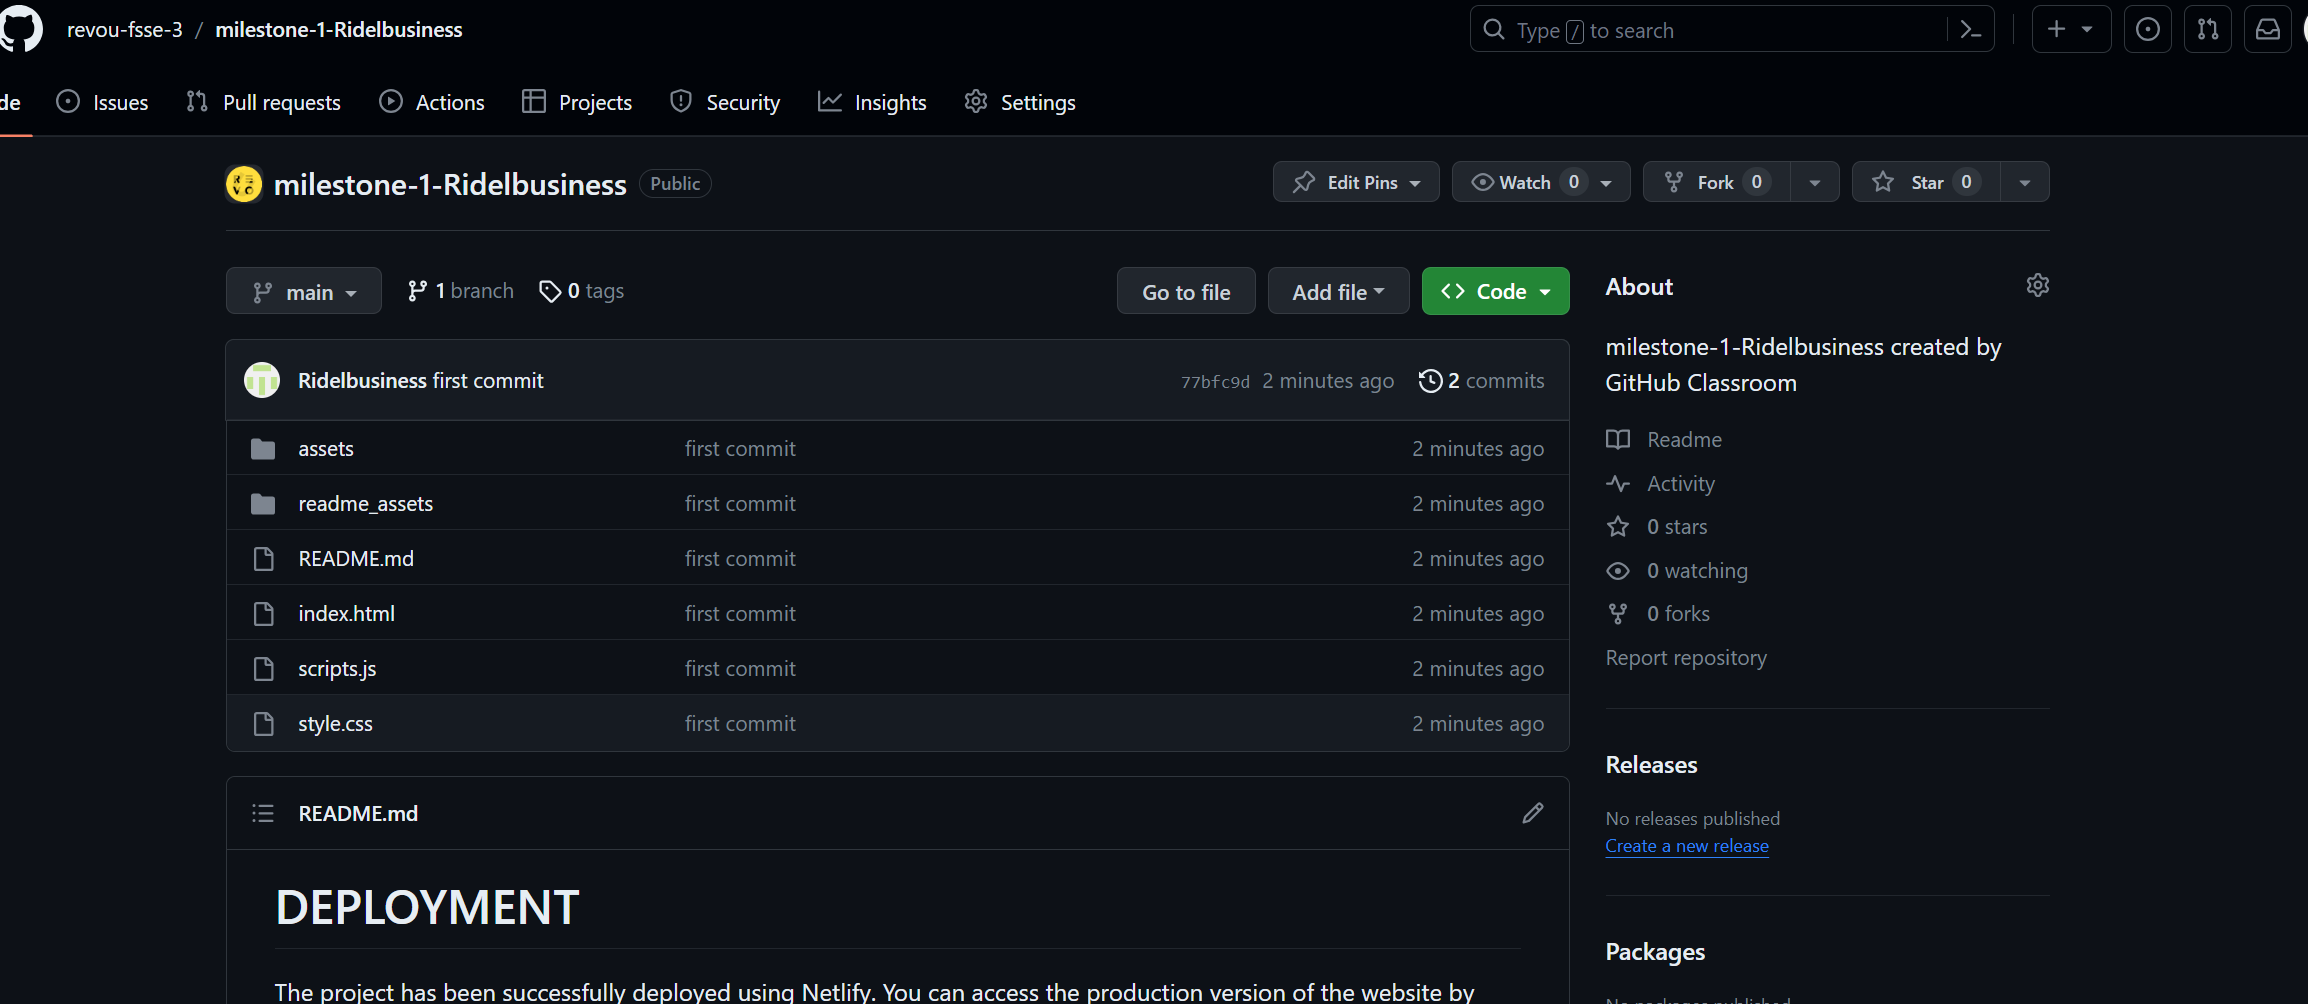 revou-fsse-3 / milestone-1-Ridelbusiness
Type / to search
de Issues Pull requests Actions Projects Security Insights Settings
milestone-1-Ridelbusiness Public
Edit Pins Watch 0 Fork 0 Star 0
main 1 branch 0 tags Go to file Add file Code
Ridelbusiness first commit 77bfc9d 2 minutes ago 2 commits
assets first commit 2 minutes ago
readme_assets first commit 2 minutes ago
README.md first commit 2 minutes ago
index.html first commit 2 minutes ago
scripts.js first commit 2 minutes ago
style.css first commit 2 minutes ago
README.md
DEPLOYMENT
The project has been successfully deployed using Netlify. You can access the production version of the website by
About
milestone-1-Ridelbusiness created by
GitHub Classroom
Readme
Activity
0 stars
0 watching
0 forks
Report repository
Releases
No releases published
Create a new release
Packages
No packages published